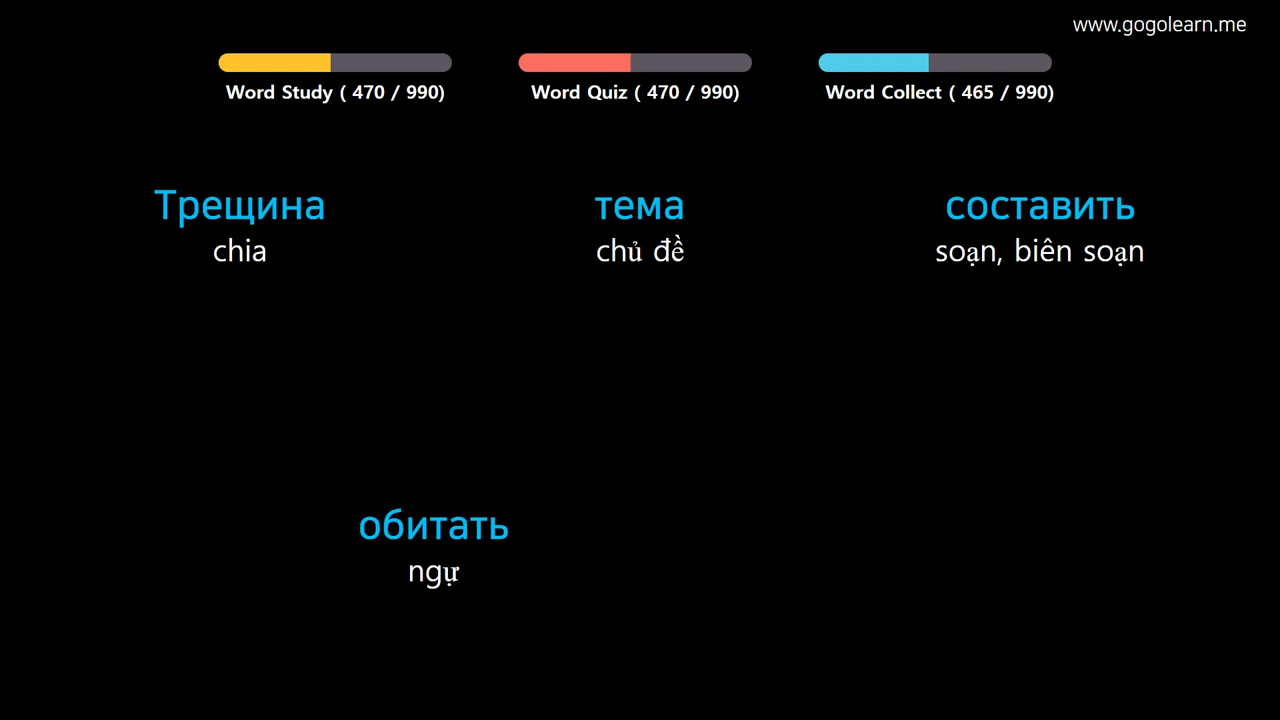 www.gogolearn.me
Word Study ( 470 / 990)
Word Quiz ( 470 / 990)
Word Collect ( 465 / 990)
Трещина
chia
тема
chủ đề
составить
soạn, biên soạn
обитать
ngự